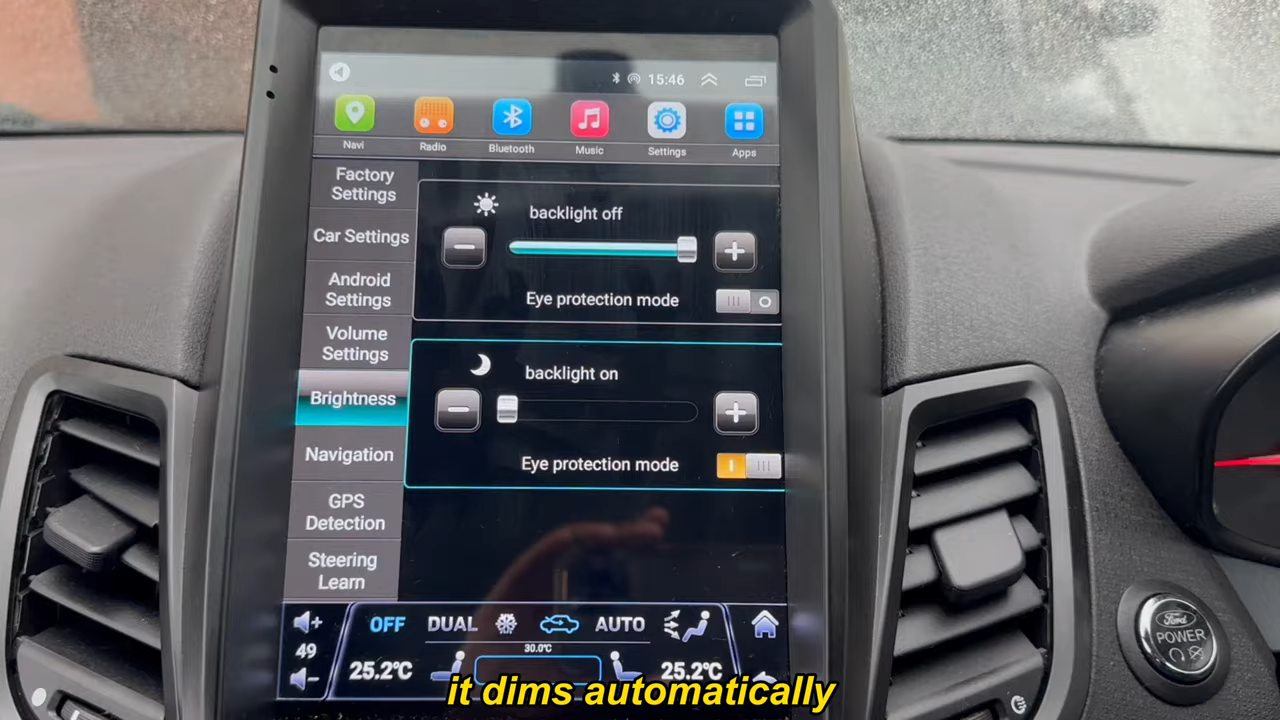 15:46
Navi
Radio
Bluetooth
Music
Settings
Apps
Factory
Settings
Car Settings
Android
Settings
Volume
Settings
Brightness
Navigation
GPS
Detection
Steering
Learn
backlight off
Eye protection mode
backlight on
Eye protection mode
49
OFF
DUAL
AUTO
30.0℃
25.2℃
25.2℃
Ford
POWER
it dims automatically